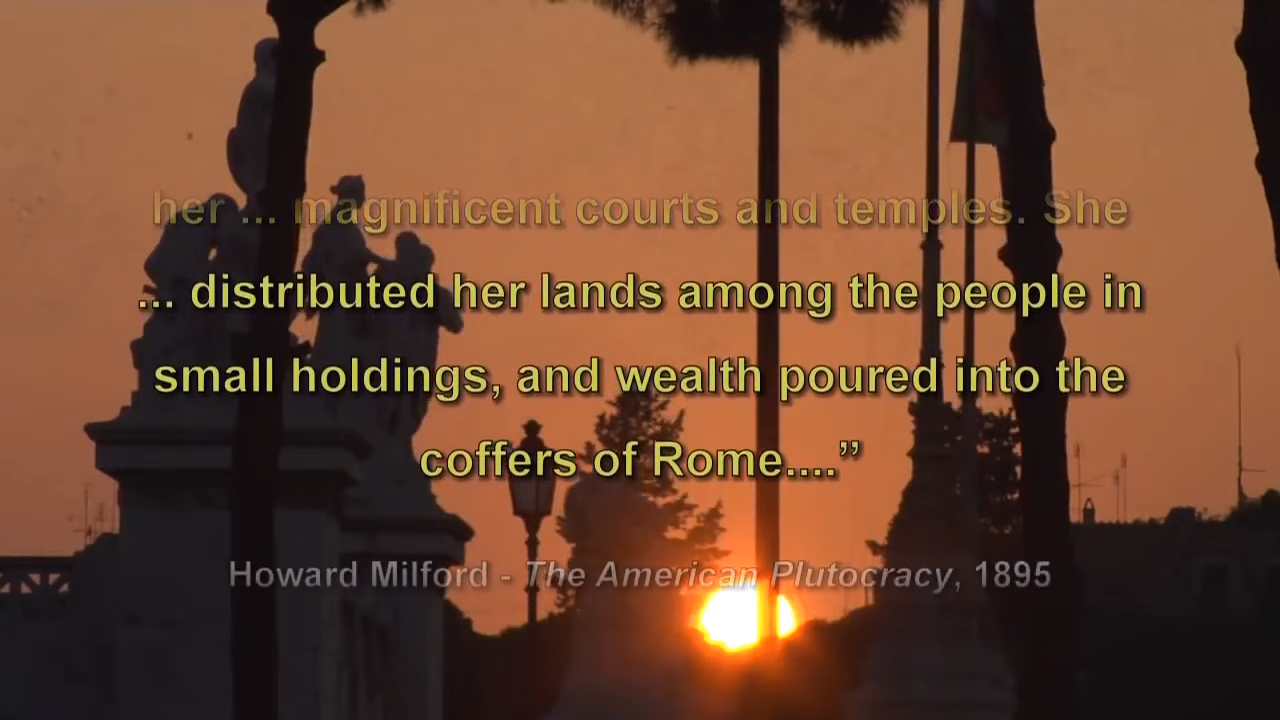 her ... magnificent courts and temples. She
... distributed her lands among the people in
small holdings, and wealth poured into the
coffers of Rome....”
Howard Milford - The American Plutocracy, 1895